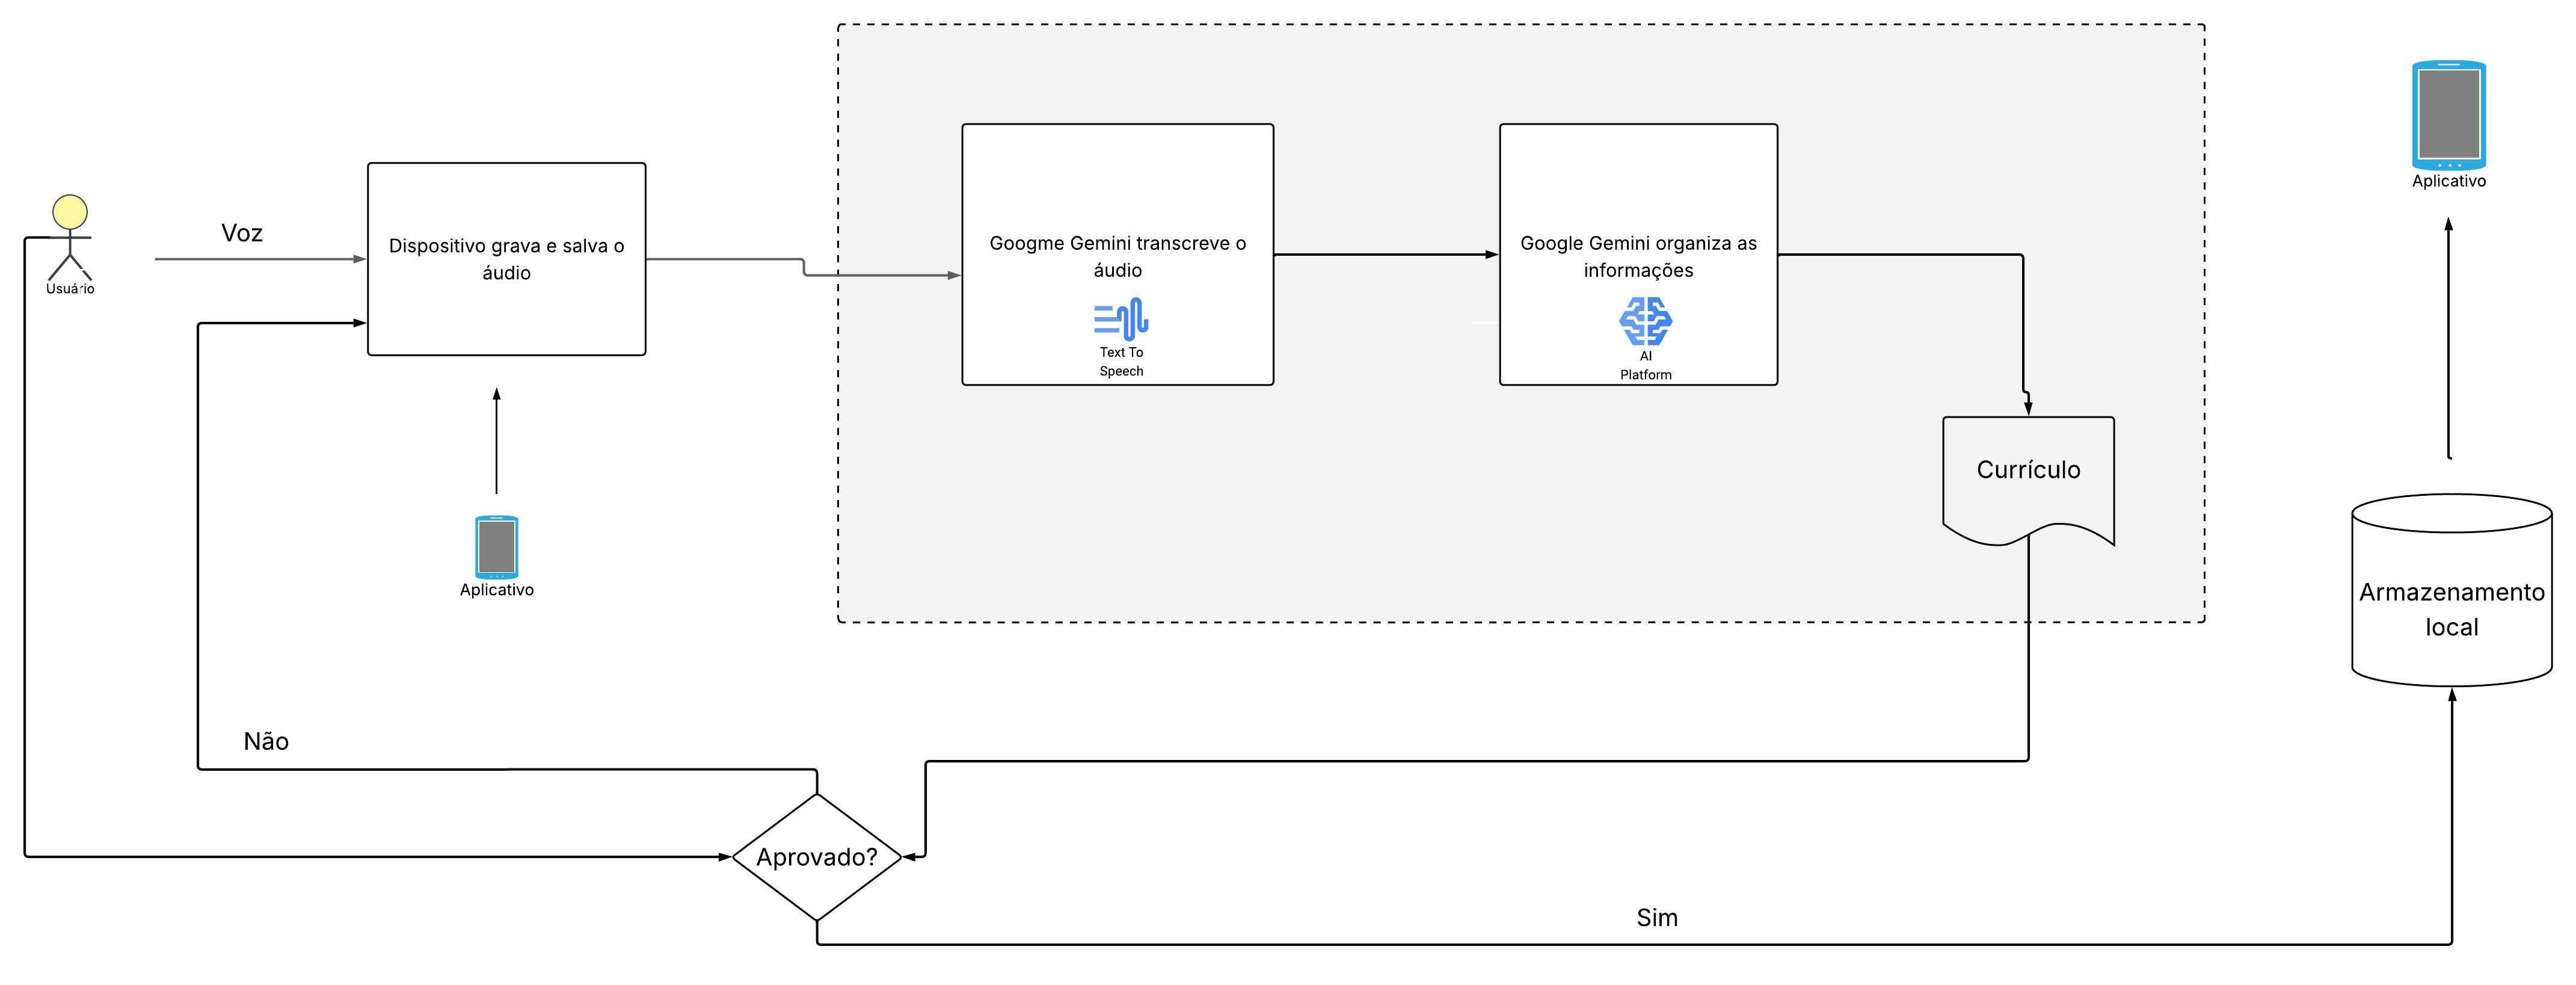 Aplicativo
Voz
Usuário
Dispositivo grava e salva o
áudio
Googme Gemini transcreve o
áudio
Text To
Speech
Google Gemini organiza as
informações
AI
Platform
Currículo
Aplicativo
Armazenamento
local
Não
Aprovado?
Sim